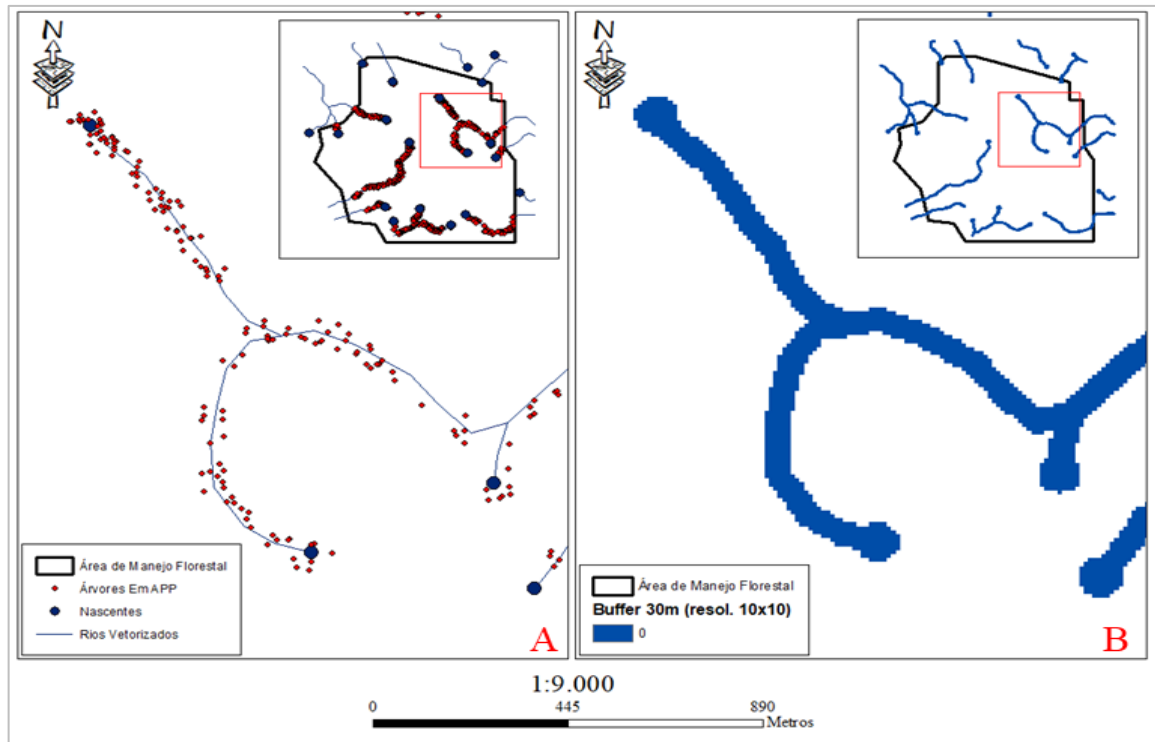 N
Área de Manejo Florestal
Árvores Em APP
Nascentes
Rios Vetorizados
A
N
Área de Manejo Florestal
Buffer 30m (resol. 10x10)
0
B
1:9.000
0 445 890
Metros